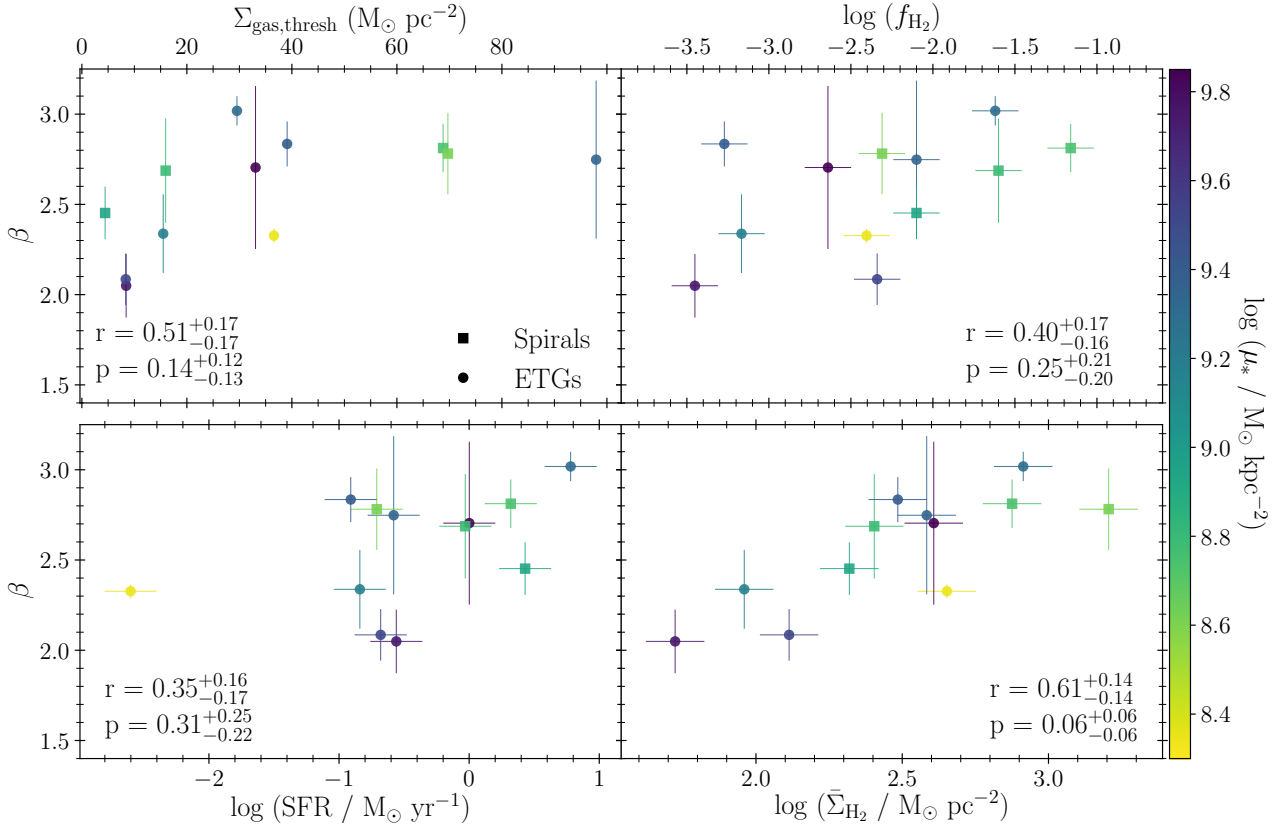 Σgas,thresh (M⊙ pc−2)
log (fH2)
5 20 40 60 80
−3.5 −3.0 −2.5 −2.0 −1.5 −1.0
3.0
2.5
2.0
1.5
β
r = 0.51+0.17−0.17
p = 0.14+0.12−0.13
Spirals
ETGs
r = 0.40+0.17−0.16
p = 0.25+0.21−0.20
3.0
2.5
2.0
1.5
β
r = 0.35+0.16−0.17
p = 0.31+0.25−0.22
r = 0.61+0.14−0.14
p = 0.06+0.06−0.06
−2 −1 0 1
2.0 2.5 3.0
log (SFR / M⊙ yr−1)
log (Σ̄H2 / M⊙ pc−2)
9.8
9.6
9.4
9.2
9.0
8.8
8.6
8.4
log (μ* / M⊙ kpc−2)